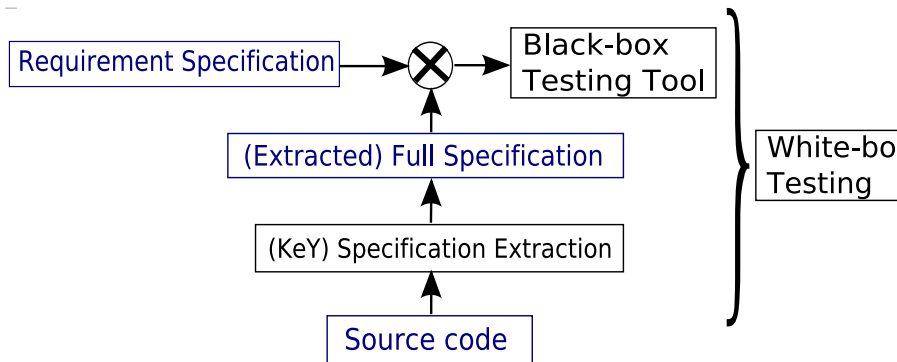 Requirement Specification
Black-box
Testing Tool
(Extracted) Full Specification
White-bo
Testing
(KeY) Specification Extraction
Source code